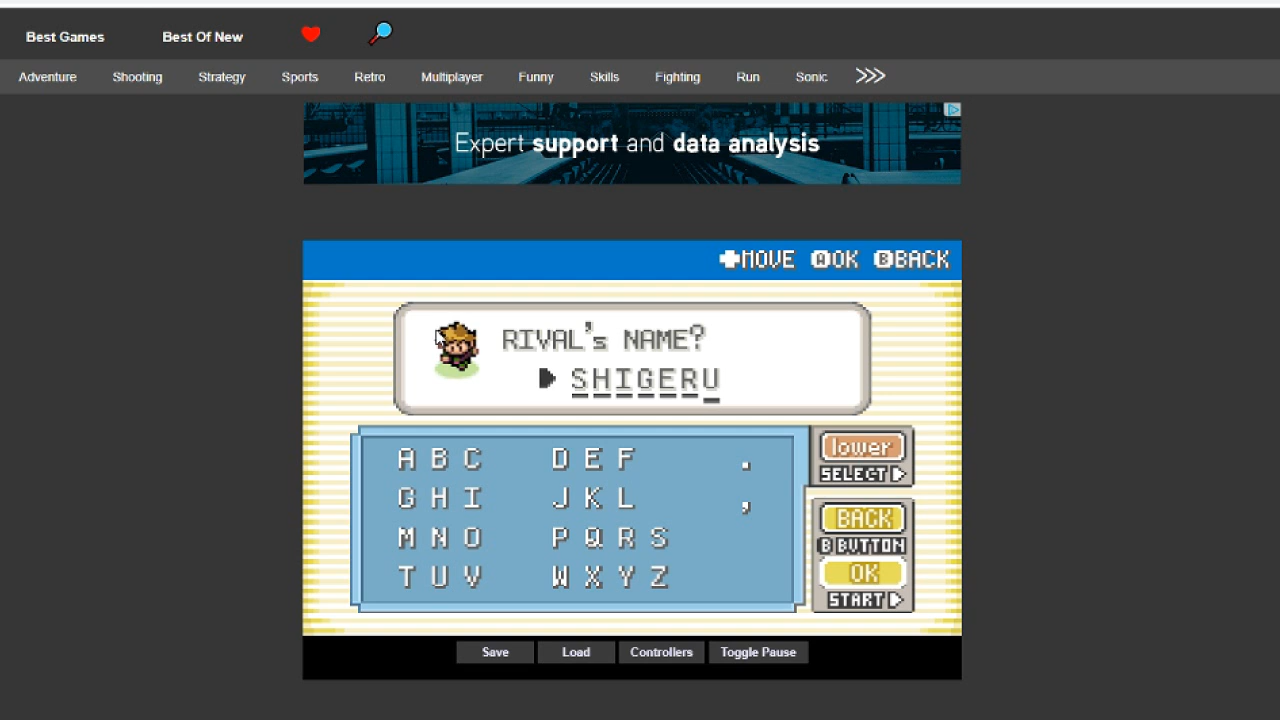 Best Games Best Of New
Adventure Shooting Strategy Sports Retro Multiplayer Funny Skills Fighting Run Sonic >>>
Expert support and data analysis
MOVE A OK B BACK
RIVAL's NAME?
SHIGERU
A B C D E F .
G H I J K L ,
M N O P Q R S
T U V W X Y Z
lower
SELECT
BACK
B BUTTON
OK
START
Save Load Controllers Toggle Pause